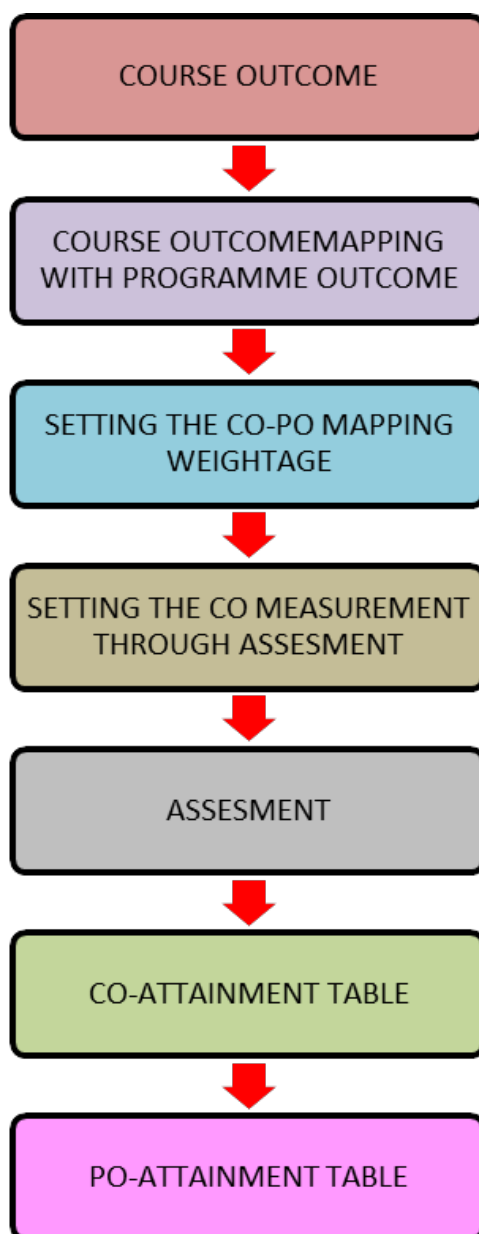 COURSE OUTCOME
COURSE OUTCOMEMAPPING
WITH PROGRAMME OUTCOME
SETTING THE CO-PO MAPPING
WEIGHTAGE
SETTING THE CO MEASUREMENT
THROUGH ASSESMENT
ASSESMENT
CO-ATTAINMENT TABLE
PO-ATTAINMENT TABLE